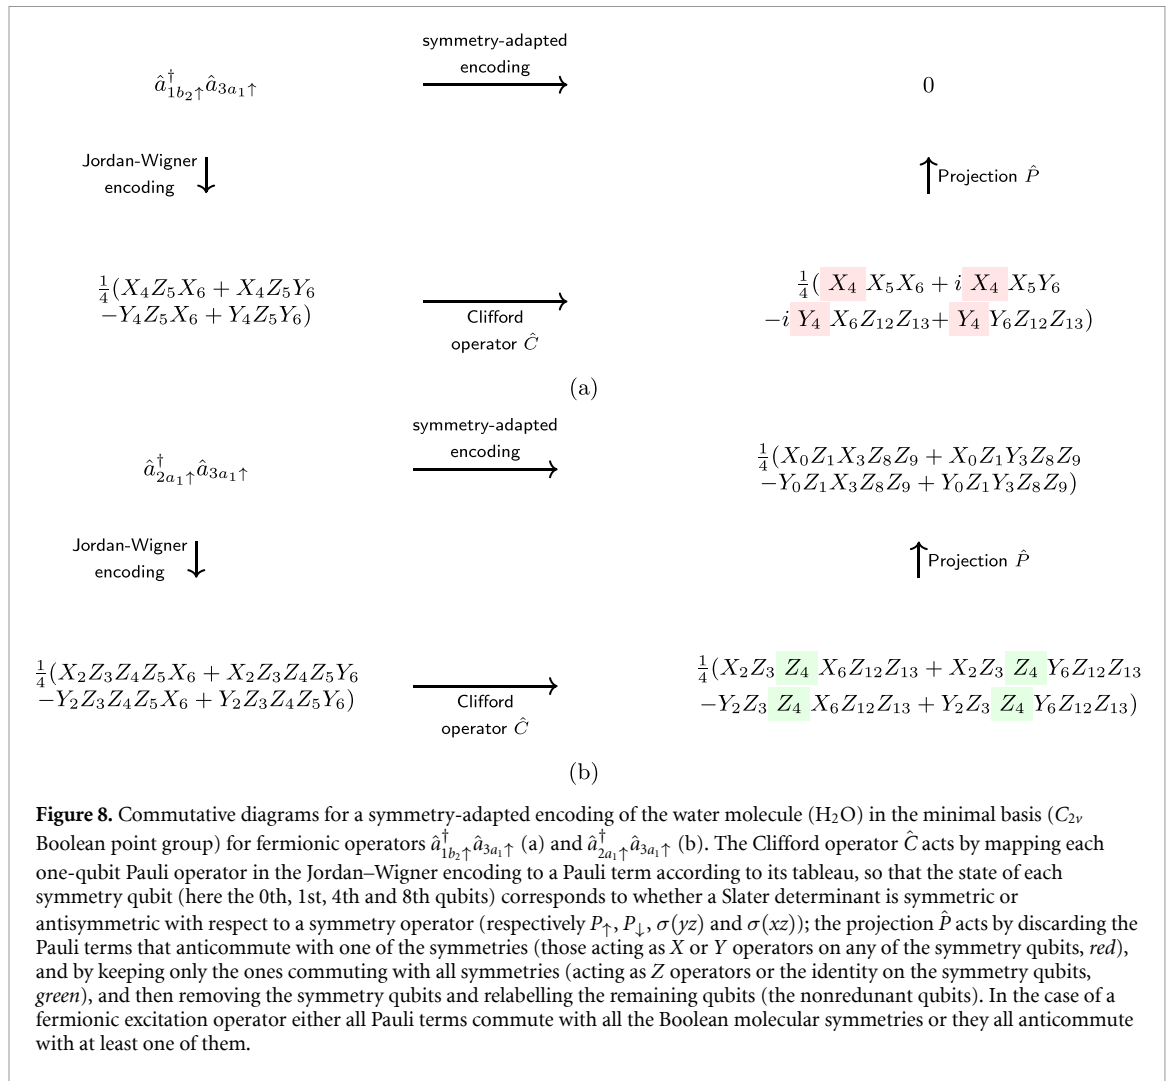 symmetry-adapted
encoding
â†₁b₂↑ â₃a₁↑
0
Jordan-Wigner
encoding
Projection P̂
¼(X₄Z₅X₆ + X₄Z₅Y₆
−Y₄Z₅X₆ + Y₄Z₅Y₆)
Clifford
operator Ĉ
¼( X₄ X₅X₆ + i X₄ X₅Y₆
−i Y₄ X₆Z₁₂Z₁₃+ Y₄ Y₆Z₁₂Z₁₃)
(a)
symmetry-adapted
encoding
â†₂a₁↑ â₃a₁↑
¼(X₀Z₁X₃Z₈Z₉ + X₀Z₁Y₃Z₈Z₉
−Y₀Z₁X₃Z₈Z₉ + Y₀Z₁Y₃Z₈Z₉)
Jordan-Wigner
encoding
Projection P̂
¼(X₂Z₃Z₄Z₅X₆ + X₂Z₃Z₄Z₅Y₆
−Y₂Z₃Z₄Z₅X₆ + Y₂Z₃Z₄Z₅Y₆)
Clifford
operator Ĉ
¼(X₂Z₃ Z₄ X₆Z₁₂Z₁₃ + X₂Z₃ Z₄ Y₆Z₁₂Z₁₃
−Y₂Z₃ Z₄ X₆Z₁₂Z₁₃ + Y₂Z₃ Z₄ Y₆Z₁₂Z₁₃)
(b)
Figure 8. Commutative diagrams for a symmetry-adapted encoding of the water molecule (H₂O) in the minimal basis (C₂ᵥ
Boolean point group) for fermionic operators â†₁b₂↑ â₃a₁↑ (a) and â†₂a₁↑ â₃a₁↑ (b). The Clifford operator Ĉ acts by mapping each
one-qubit Pauli operator in the Jordan–Wigner encoding to a Pauli term according to its tableau, so that the state of each
symmetry qubit (here the 0th, 1st, 4th and 8th qubits) corresponds to whether a Slater determinant is symmetric or
antisymmetric with respect to a symmetry operator (respectively P↑, P↓, σ(yz) and σ(xz)); the projection P̂ acts by discarding the
Pauli terms that anticommute with one of the symmetries (those acting as X or Y operators on any of the symmetry qubits, red),
and by keeping only the ones commuting with all symmetries (acting as Z operators or the identity on the symmetry qubits,
green), and then removing the symmetry qubits and relabelling the remaining qubits (the nonredunant qubits). In the case of a
fermionic excitation operator either all Pauli terms commute with all the Boolean molecular symmetries or they all anticommute
with at least one of them.